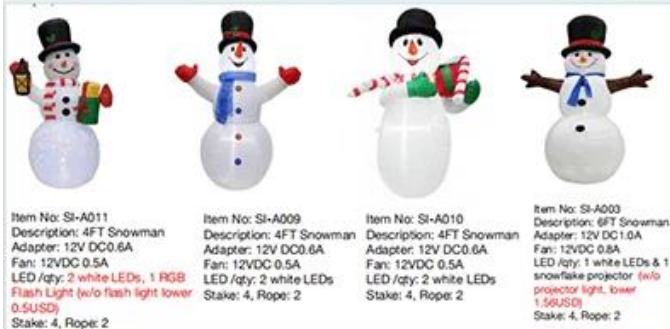 Item No: SI-A011
Description: 4FT Snowman
Adapter: 12V DC0.6A
Fan: 12VDC 0.5A
LED /qty: 2 white LEDs, 1 RGB
Flash Light (w/o flash light lower
0.5USD)
Stake: 4, Rope: 2
Item No: SI-A009
Description: 4FT Snowman
Adapter: 12V DC0.6A
Fan: 12VDC 0.5A
LED /qty: 2 white LEDs
Stake: 4, Rope: 2
Item No: SI-A010
Description: 4FT Snowman
Adapter: 12V DC0.6A
Fan: 12VDC 0.5A
LED /qty: 2 white LEDs
Stake: 4, Rope: 2
Item No: SI-A003
Description: 6FT Snowman
Adapter: 12V DC1.0A
Fan: 12VDC 0.8A
LED /qty: 1 white LEDs & 1
snowflake projector (w/o
projector light, lower
1.56USD)
Stake: 4, Rope: 2